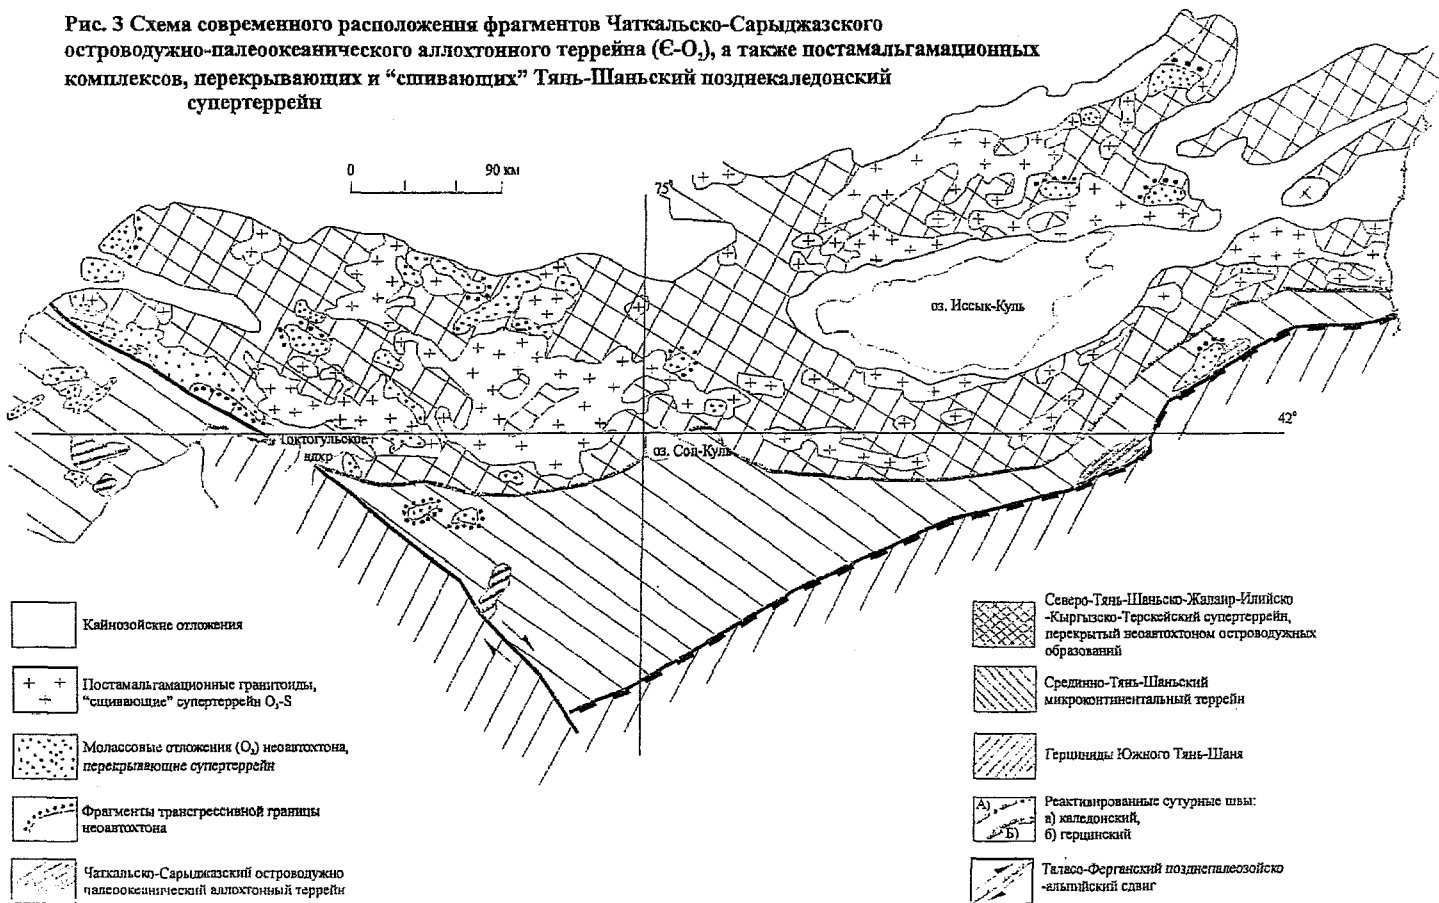 Рис. 3 Схема современного расположения фрагментов Чаткальско-Сарыджазского
островодужно-палеоокеанического аллохтонного террейна (Є-O₂), а также постамальгамационных
комплексов, перекрывающих и “сшивающих” Тянь-Шаньский позднекаледонский
супертеррейн
0 90 км
75°
оз. Иссык-Куль
42°
Токтогульское
вдхр
оз. Сон-Куль
Кайнозойские отложения
Постамальгамационные гранитоиды,
“сшивающие” супертеррейн O₃-S
Молассовые отложения (O₃) неоавтохтона,
перекрывающие супертеррейн
Фрагменты трансгрессивной границы
неоавтохтона
Чаткальско-Сарыджазский островодужно
палеоокеанический аллохтонный террейн
Северо-Тянь-Шаньско-Жалаир-Илийско
-Кыргызско-Терскейский супертеррейн,
перекрытый неоавтохтоном островодужных
образований
Срединно-Тянь-Шаньский
микроконтинентальный террейн
Герциниды Южного Тянь-Шаня
А)
Б)
Реактивированные сутурные швы:
а) каледонский,
б) герцинский
Таласо-Ферганский позднепалеозойско
-альпийский сдвиг